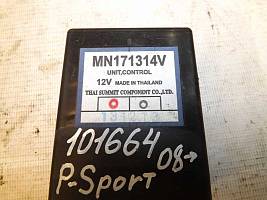 MN171314V
UNIT.CONTROL
12V MADE IN THAILAND
THAI SUMMIT COMPONENT CO.,LTD.
101664
08→
P-Sport